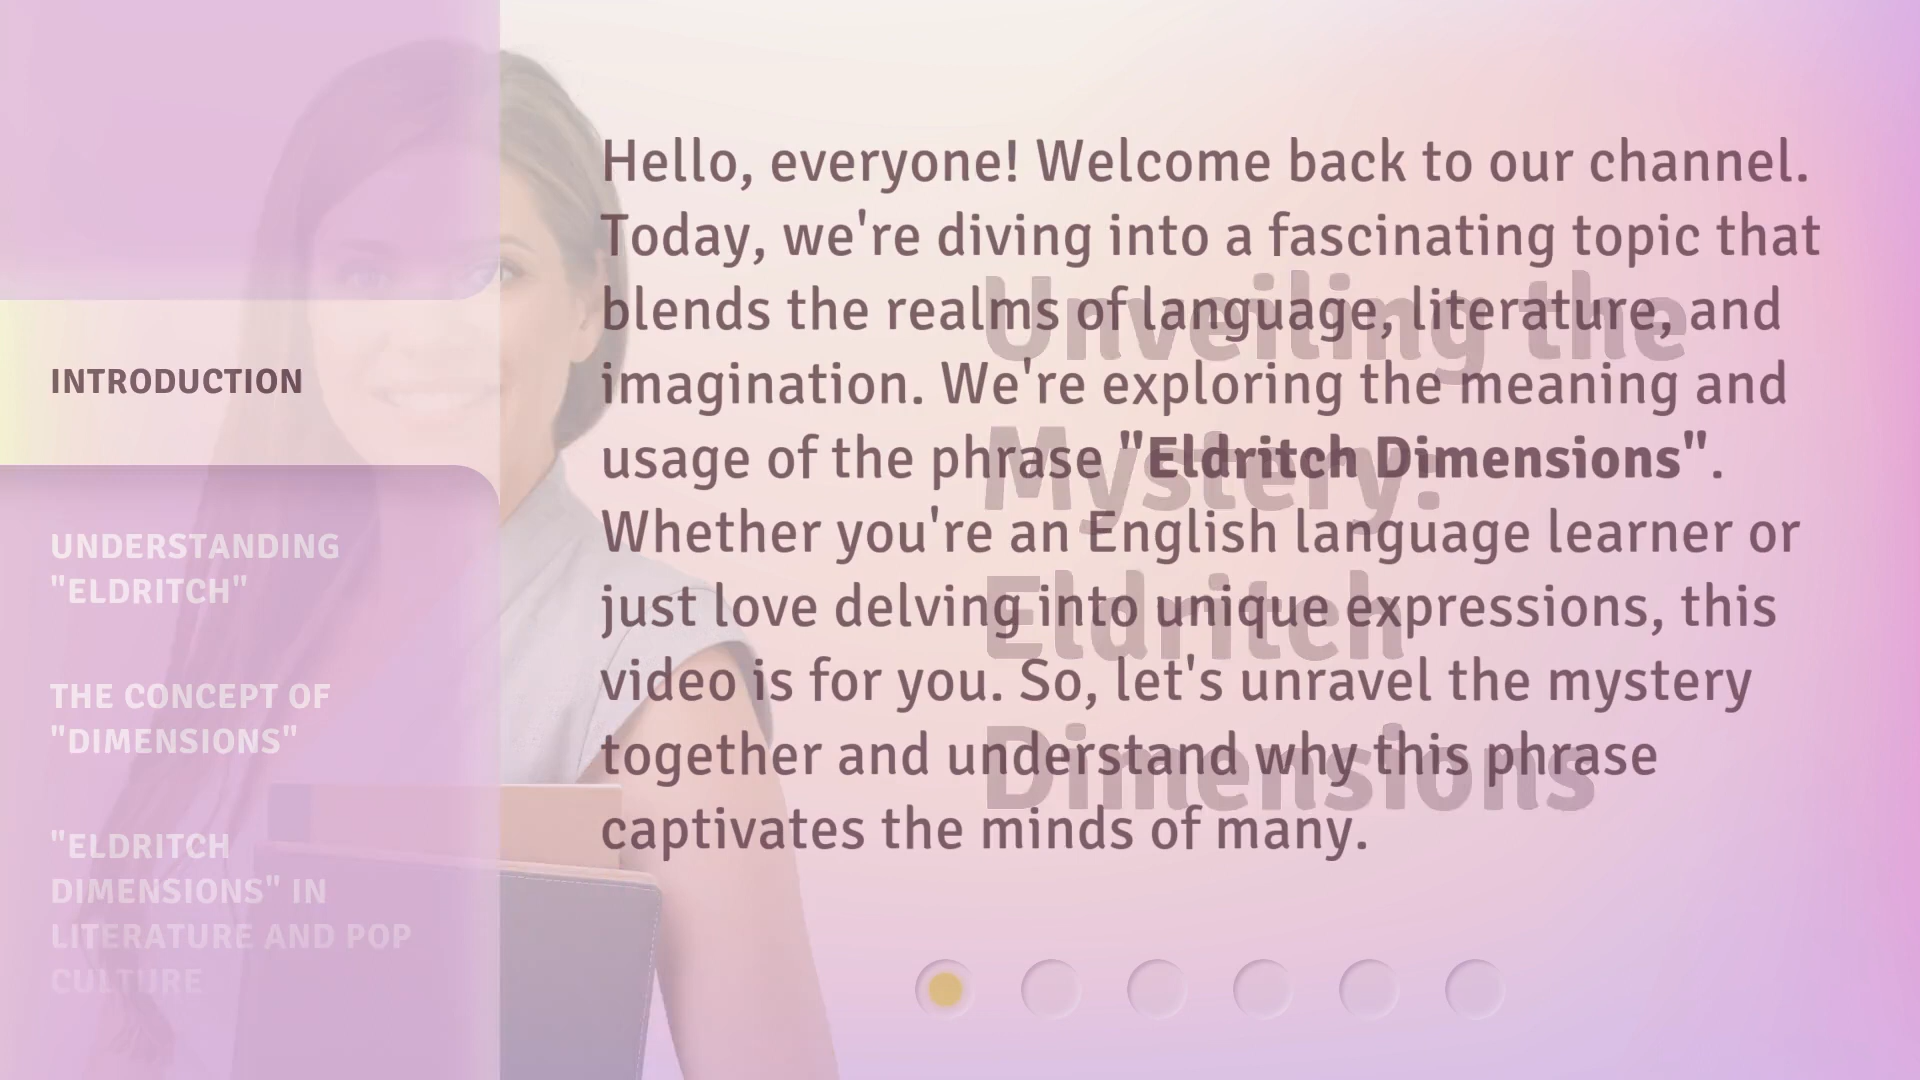 INTRODUCTION
UNDERSTANDING
"ELDRITCH"
THE CONCEPT OF
"DIMENSIONS"
"ELDRITCH
DIMENSIONS" IN
LITERATURE AND POP
CULTURE
Hello, everyone! Welcome back to our channel.
Today, we're diving into a fascinating topic that
blends the realms of language, literature, and
imagination. We're exploring the meaning and
usage of the phrase "Eldritch Dimensions".
Whether you're an English language learner or
just love delving into unique expressions, this
video is for you. So, let's unravel the mystery
together and understand why this phrase
captivates the minds of many.
Unveiling the
Mystery:
Eldritch
Dimensions